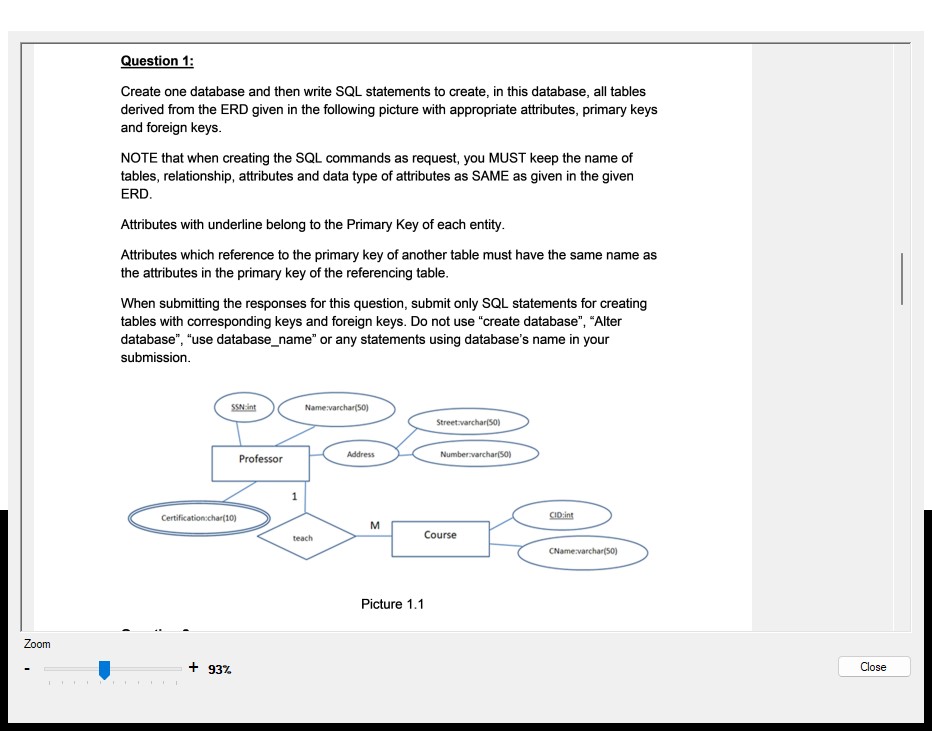 Question 1:
Create one database and then write SQL statements to create, in this database, all tables
derived from the ERD given in the following picture with appropriate attributes, primary keys
and foreign keys.
NOTE that when creating the SQL commands as request, you MUST keep the name of
tables, relationship, attributes and data type of attributes as SAME as given in the given
ERD.
Attributes with underline belong to the Primary Key of each entity.
Attributes which reference to the primary key of another table must have the same name as
the attributes in the primary key of the referencing table.
When submitting the responses for this question, submit only SQL statements for creating
tables with corresponding keys and foreign keys. Do not use “create database”, “Alter
database”, “use database_name” or any statements using database’s name in your
submission.
SSN:int
Name:varchar(50)
Street:varchar(50)
Professor
Address
Number:varchar(50)
1
Certification:char(10)
CID:int
M
teach
Course
CName:varchar(50)
Picture 1.1
Zoom
- + 93%
Close